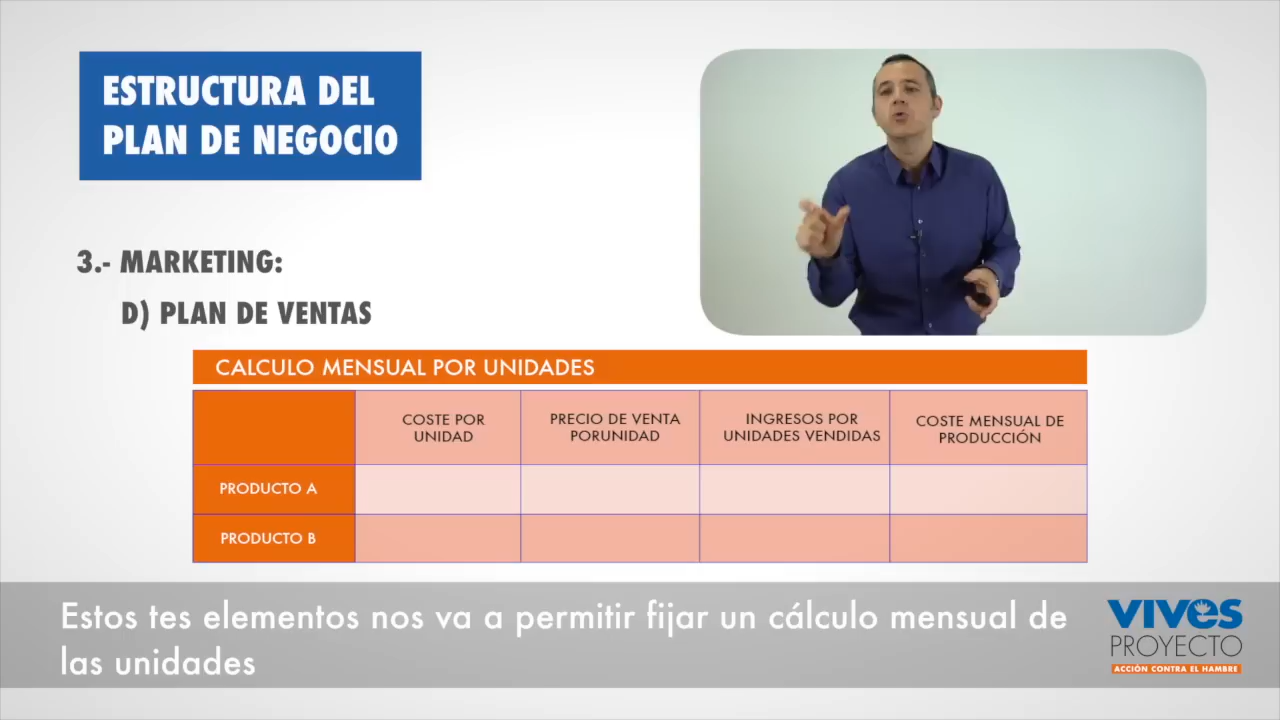 ESTRUCTURA DEL
PLAN DE NEGOCIO
3.- MARKETING:
D) PLAN DE VENTAS
CALCULO MENSUAL POR UNIDADES
COSTE POR
UNIDAD
PRECIO DE VENTA
PORUNIDAD
INGRESOS POR
UNIDADES VENDIDAS
COSTE MENSUAL DE
PRODUCCIÓN
PRODUCTO A
PRODUCTO B
Estos tes elementos nos va a permitir fijar un cálculo mensual de
las unidades
VIVES
PROYECTO
ACCIÓN CONTRA EL HAMBRE